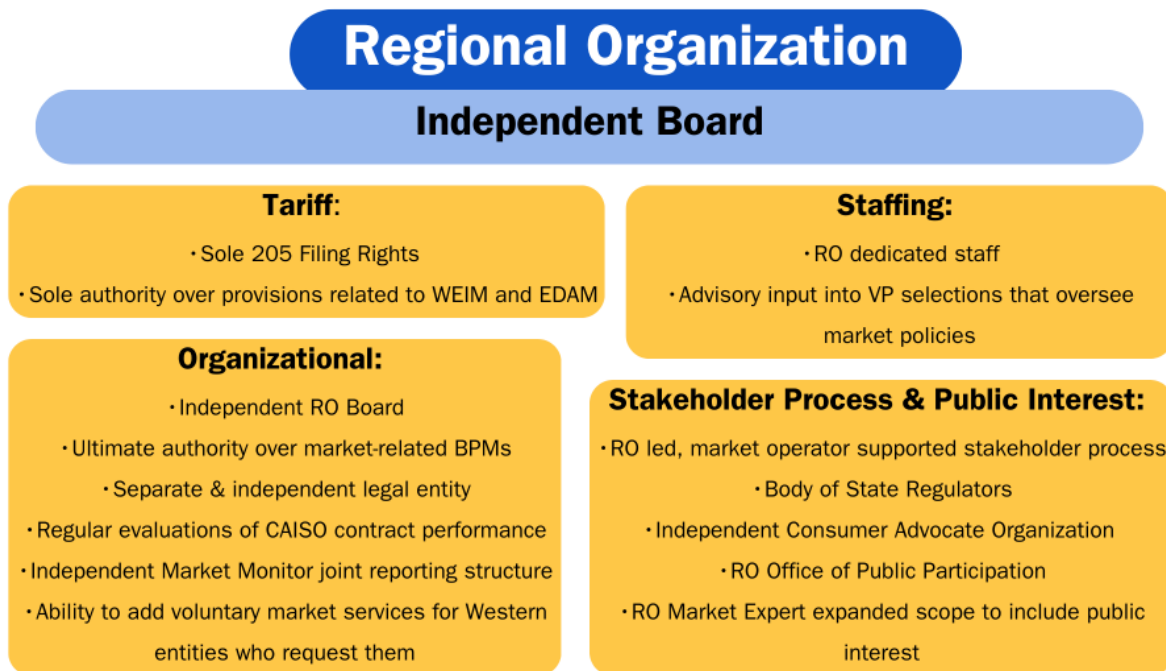 Regional Organization
Independent Board
Tariff:
· Sole 205 Filing Rights
· Sole authority over provisions related to WEIM and EDAM
Staffing:
· RO dedicated staff
· Advisory input into VP selections that oversee
market policies
Organizational:
· Independent RO Board
· Ultimate authority over market-related BPMs
· Separate & independent legal entity
· Regular evaluations of CAISO contract performance
· Independent Market Monitor joint reporting structure
· Ability to add voluntary market services for Western
entities who request them
Stakeholder Process & Public Interest:
· RO led, market operator supported stakeholder process
· Body of State Regulators
· Independent Consumer Advocate Organization
· RO Office of Public Participation
· RO Market Expert expanded scope to include public
interest